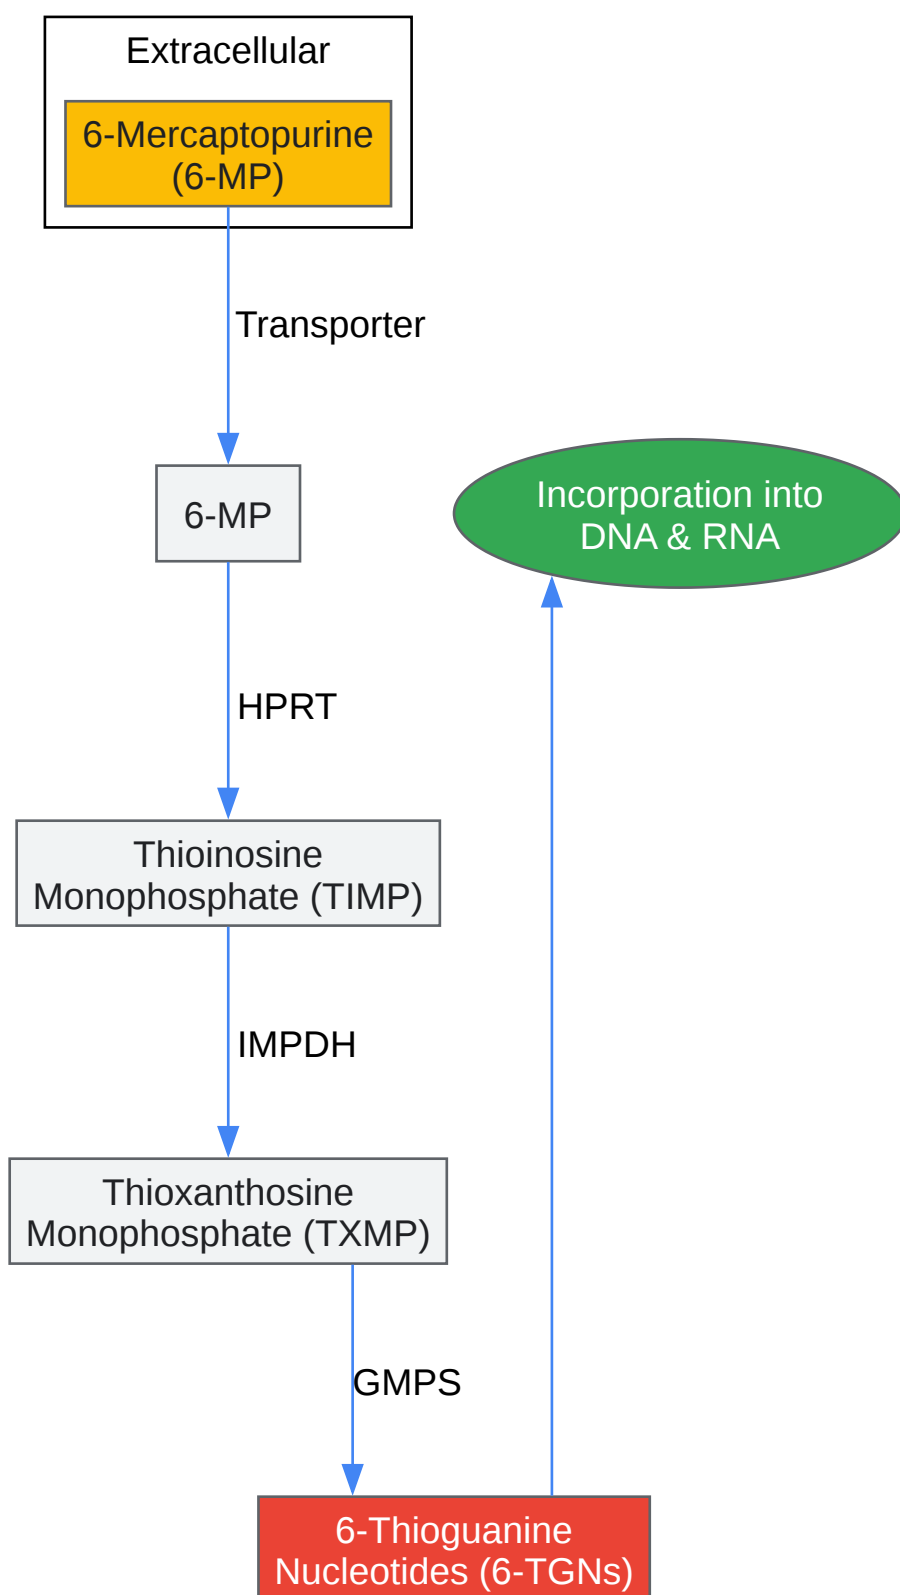 Extracellular
6-Mercaptopurine
(6-MP)
Transporter
6-MP
Incorporation into
DNA & RNA
HPRT
Thioinosine
Monophosphate (TIMP)
IMPDH
Thioxanthosine
Monophosphate (TXMP)
GMPS
6-Thioguanine
Nucleotides (6-TGNs)